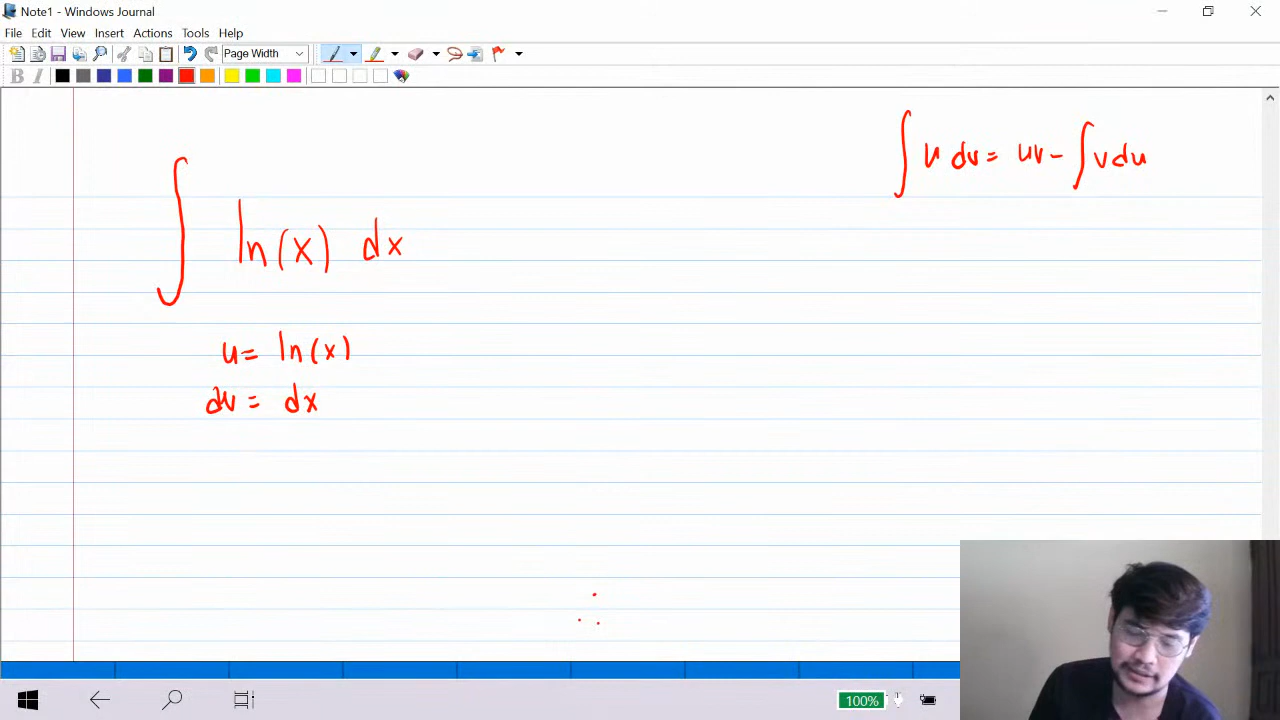 Note1 - Windows Journal
File Edit View Insert Actions Tools Help
Page Width
B I
∫ u dv = uv - ∫ v du
∫ ln(x) dx
u = ln(x)
dv = dx
∴
100%